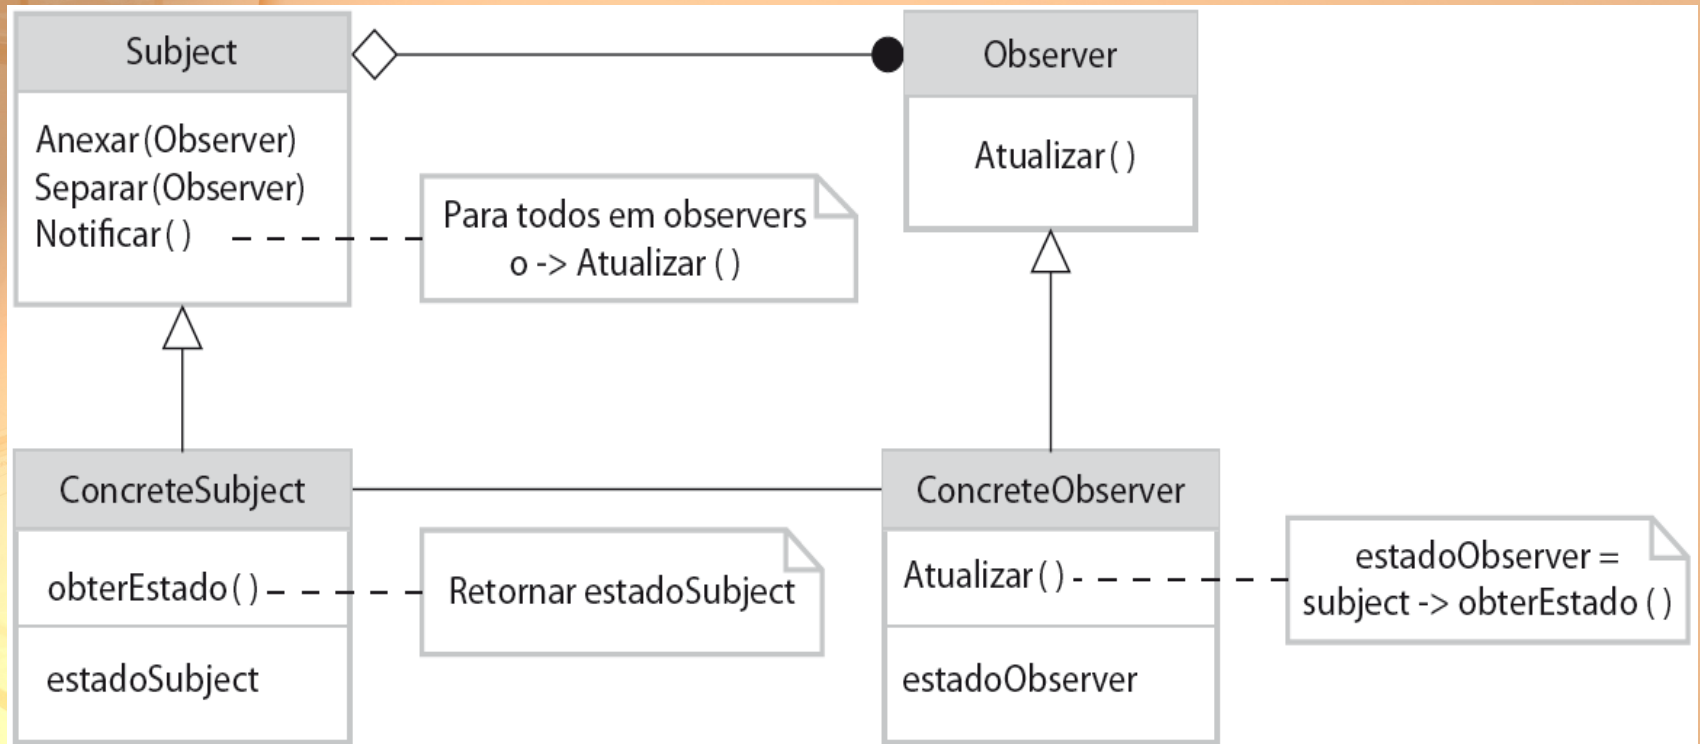 Subject
Observer
Anexar(Observer)
Separar(Observer)
Notificar()
Para todos em observers
o -> Atualizar ()
Atualizar()
ConcreteSubject
ConcreteObserver
obterEstado()
Retornar estadoSubject
Atualizar()
estadoObserver =
subject -> obterEstado ()
estadoSubject
estadoObserver